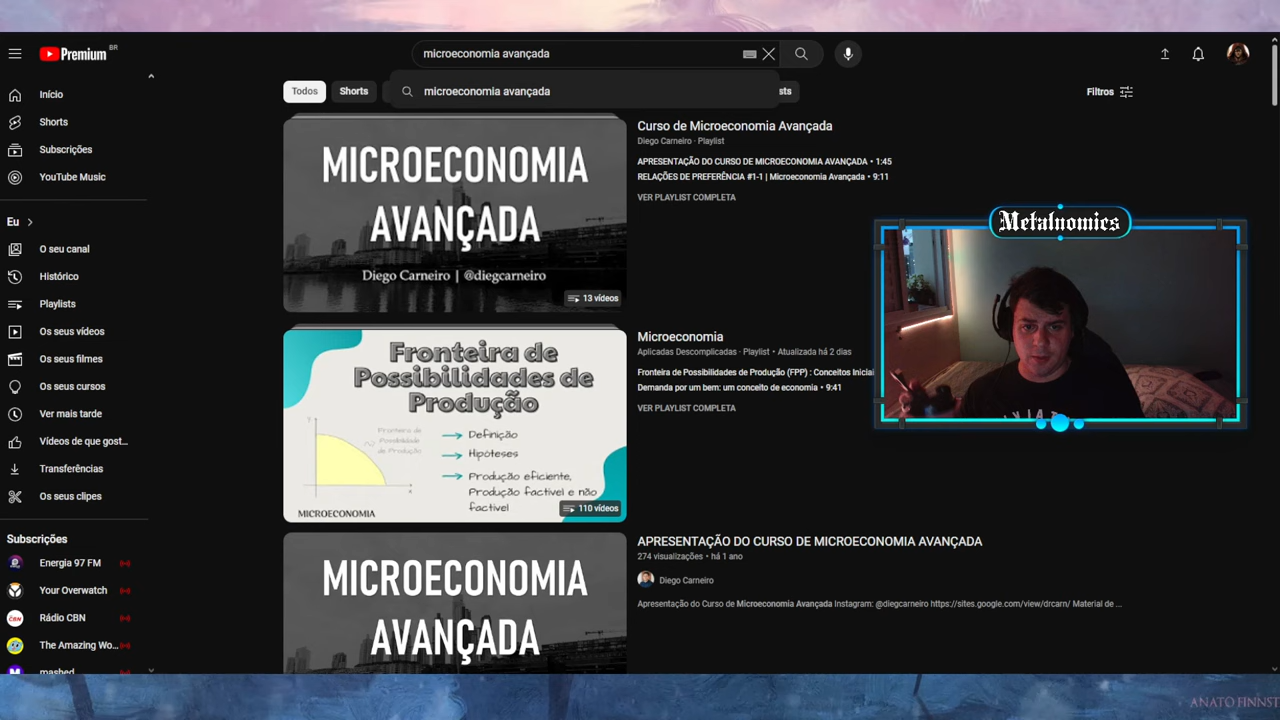 Premium BR
microeconomia avançada
microeconomia avançada
Todos
Shorts
Filtros
Início
Shorts
Subscrições
YouTube Music
Eu
O seu canal
Histórico
Playlists
Os seus vídeos
Os seus filmes
Os seus cursos
Ver mais tarde
Vídeos de que gost...
Transferências
Os seus clipes
Subscrições
Energia 97 FM
Your Overwatch
Rádio CBN
The Amazing Wo...
mashed
MICROECONOMIA
AVANÇADA
Diego Carneiro | @diegcarneiro
13 vídeos
Curso de Microeconomia Avançada
Diego Carneiro · Playlist
APRESENTAÇÃO DO CURSO DE MICROECONOMIA AVANÇADA • 1:45
RELAÇÕES DE PREFERÊNCIA #1-1 | Microeconomia Avançada • 9:11
VER PLAYLIST COMPLETA
Metalnomics
Fronteira de
Possibilidades de
Produção
Fronteira de
Possibilidade
de Produção
Definição
Hipóteses
Produção eficiente,
Produção factível e não
factível
MICROECONOMIA
110 vídeos
Microeconomia
Aplicadas Descomplicadas · Playlist • Atualizada há 2 dias
Fronteira de Possibilidades de Produção (FPP) : Conceitos Iniciai
Demanda por um bem: um conceito de economia • 9:41
VER PLAYLIST COMPLETA
MICROECONOMIA
AVANÇADA
APRESENTAÇÃO DO CURSO DE MICROECONOMIA AVANÇADA
274 visualizações • há 1 ano
Diego Carneiro
Apresentação do Curso de Microeconomia Avançada Instagram: @diegcarneiro https://sites.google.com/view/drcarn/ Material de ...
ANATO FINNST